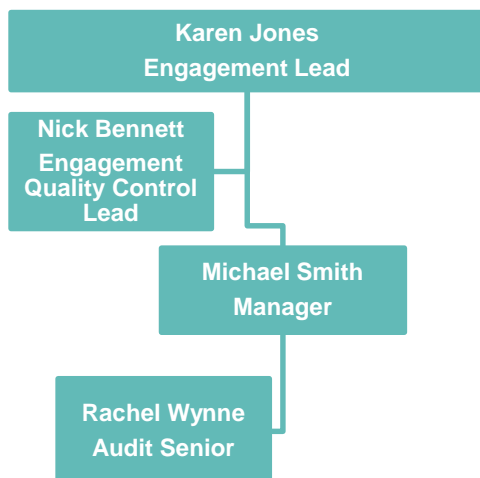 Karen Jones
Engagement Lead
Nick Bennett
Engagement
Quality Control
Lead
Michael Smith
Manager
Rachel Wynne
Audit Senior